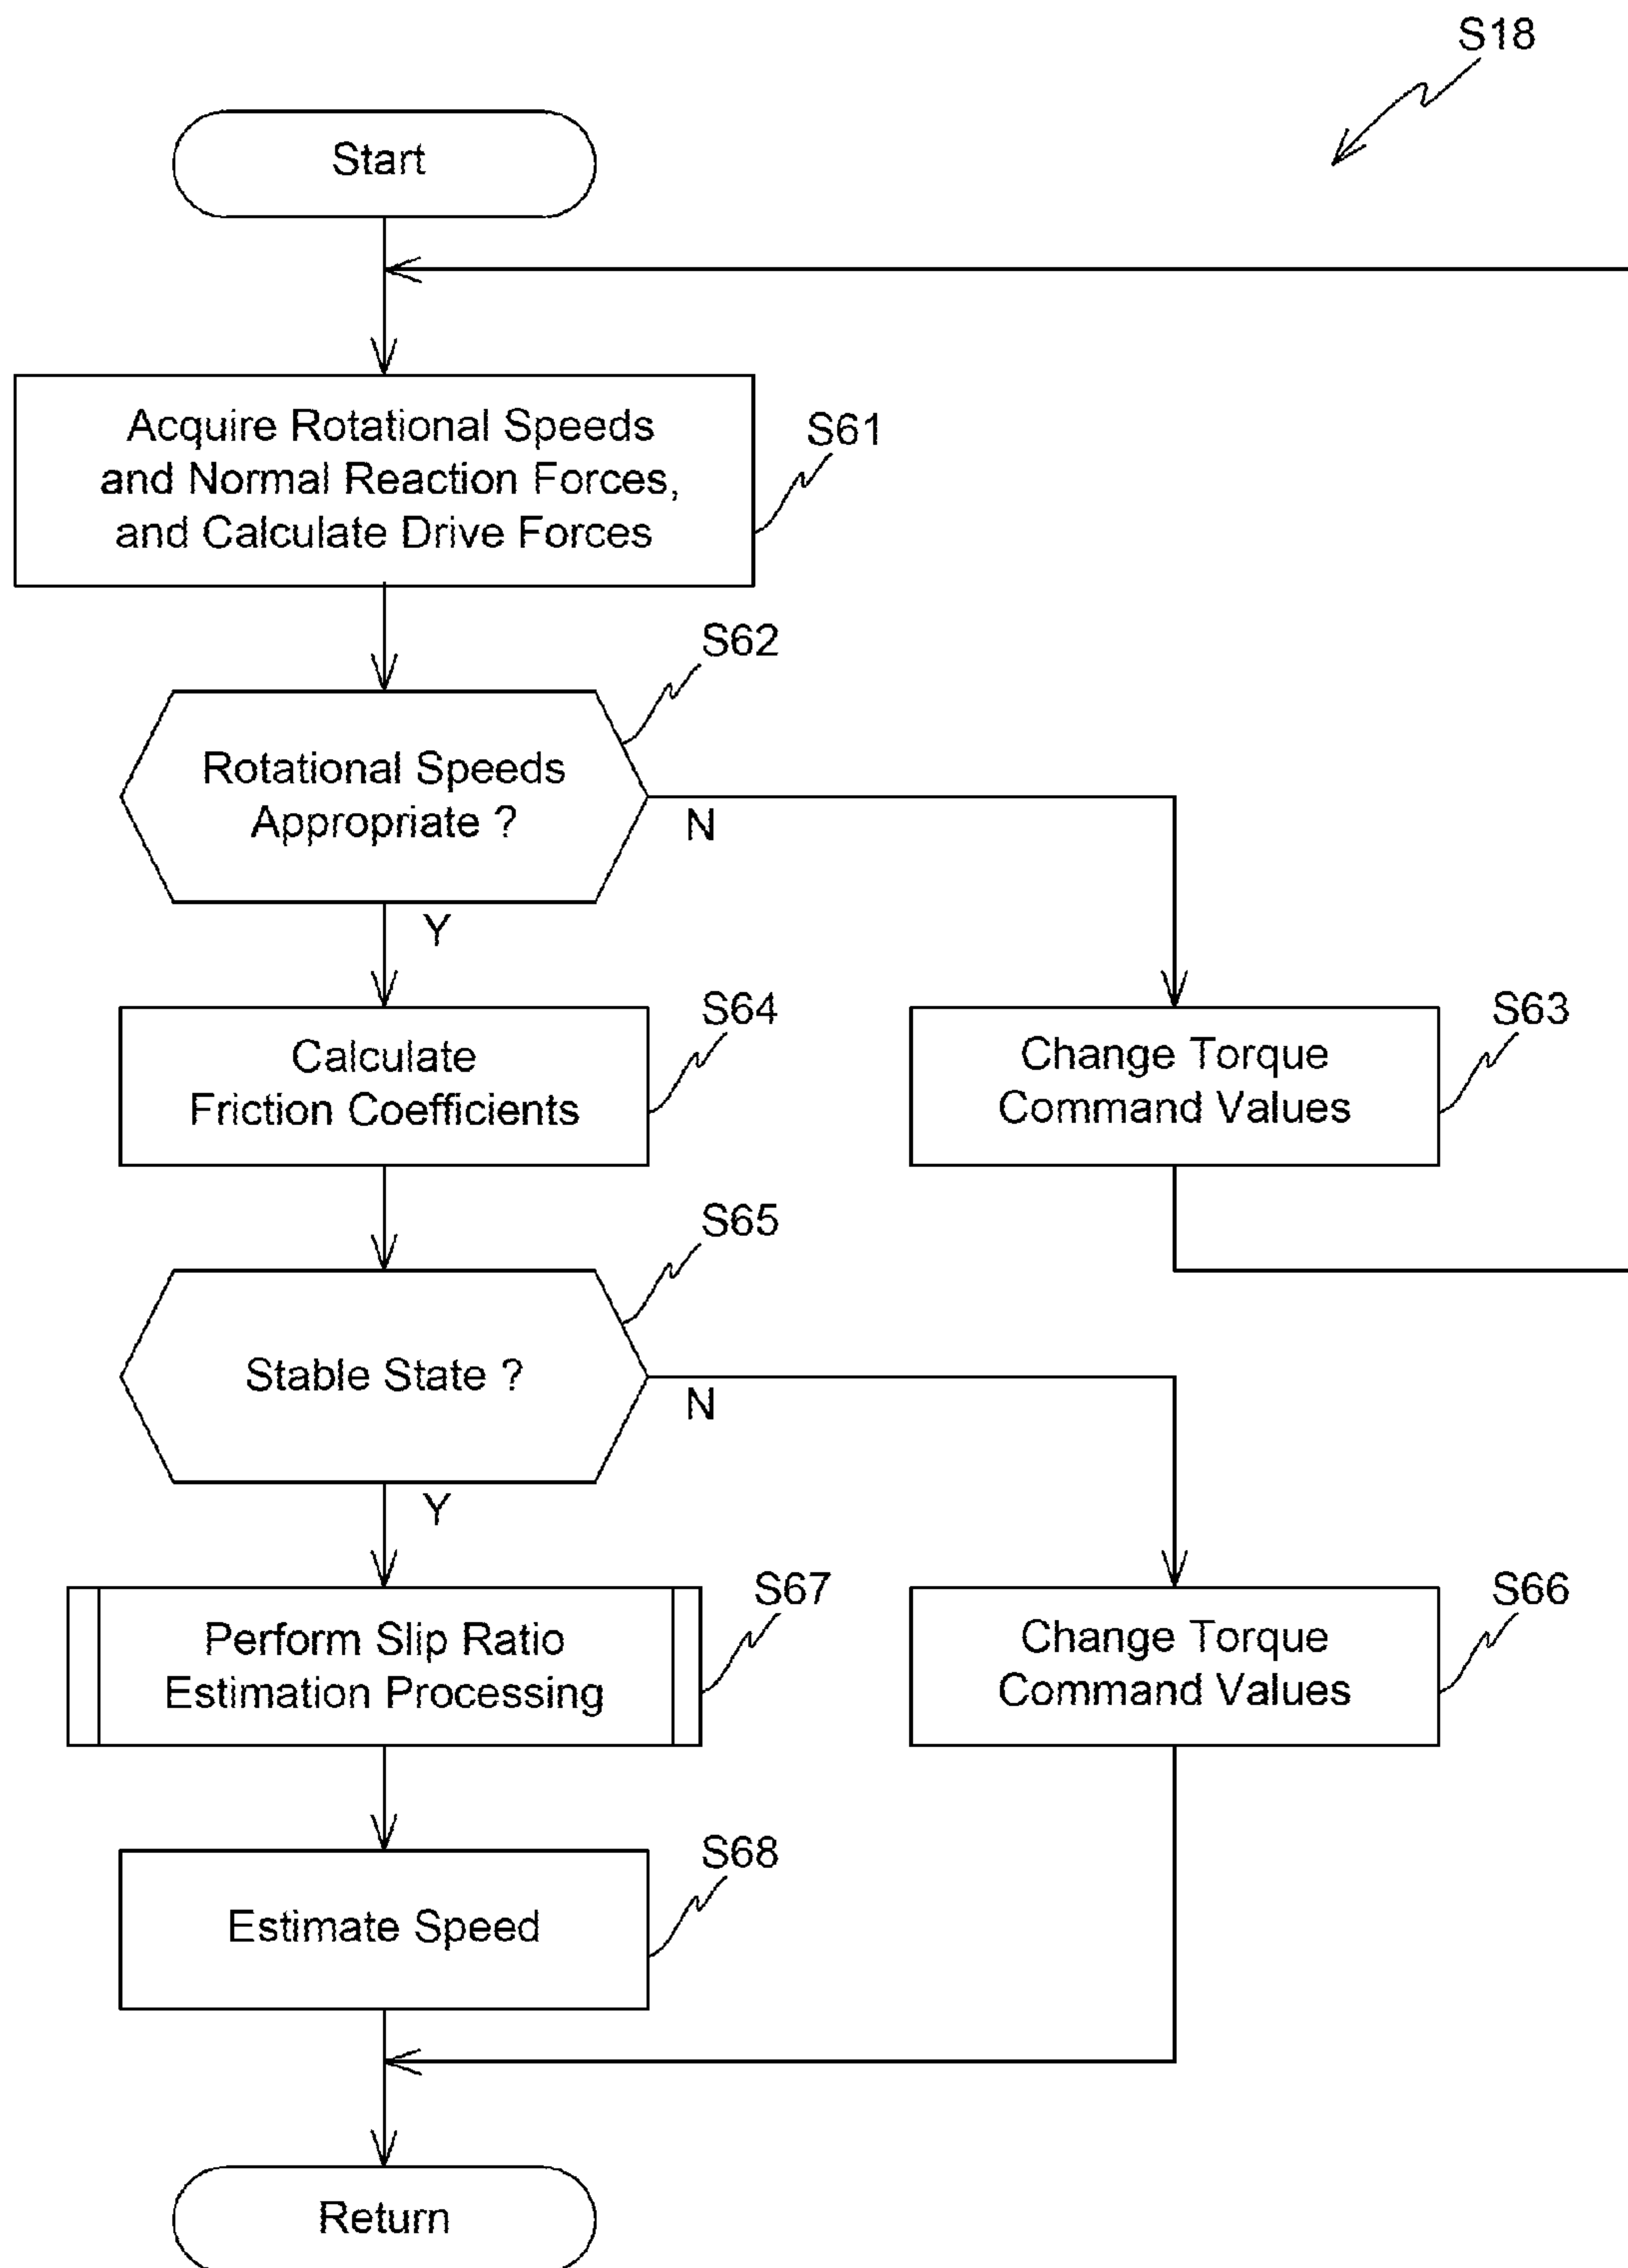 S18
Start
Acquire Rotational Speeds
and Normal Reaction Forces,
and Calculate Drive Forces
S61
S62
Rotational Speeds
Appropriate ?
N
Y
S64
Calculate
Friction Coefficients
S63
Change Torque
Command Values
S65
Stable State ?
N
Y
S67
Perform Slip Ratio
Estimation Processing
S66
Change Torque
Command Values
S68
Estimate Speed
Return